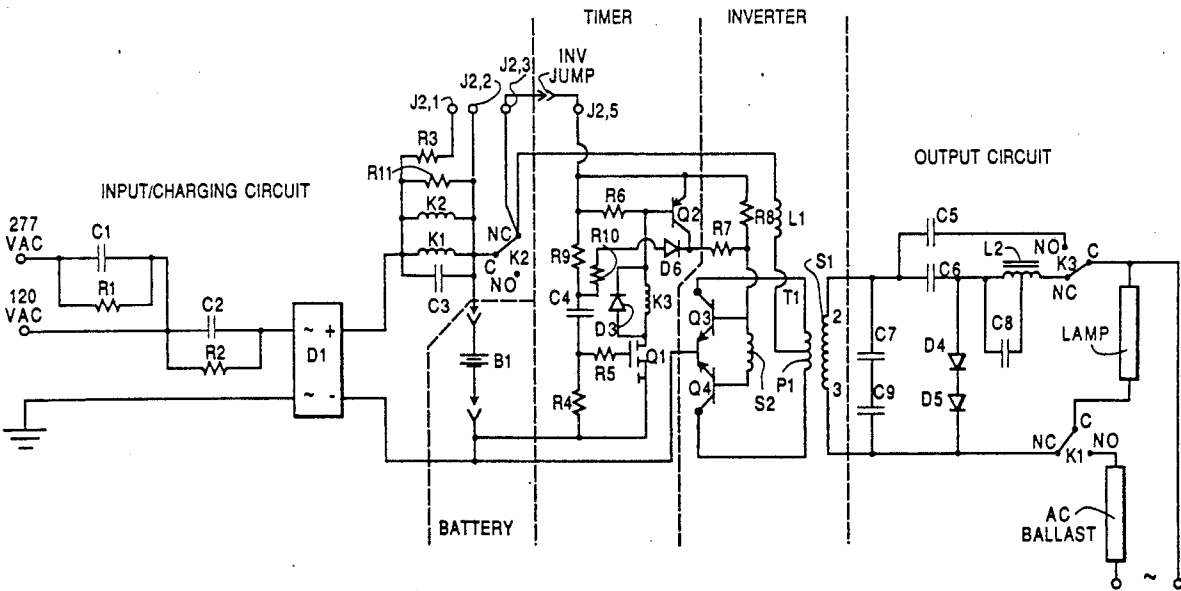 TIMER
INVERTER
INV
JUMP
J2,3
J2,2
J2,1
J2,5
R3
R11
K2
K1
C3
NC
C
K2
NO
INPUT/CHARGING CIRCUIT
OUTPUT CIRCUIT
277
VAC
C1
R1
120
VAC
C2
R2
~ +
D1
~ -
B1
BATTERY
R6
Q2
R10
R9
D6
R7
R8
L1
C4
D3
K3
R5
Q1
R4
Q3
Q4
T1
S2
P1
S1
2
3
C5
C6
L2
NO
K3
C
NC
C7
C9
C8
D4
D5
LAMP
C
NC
K1
NO
AC
BALLAST
~